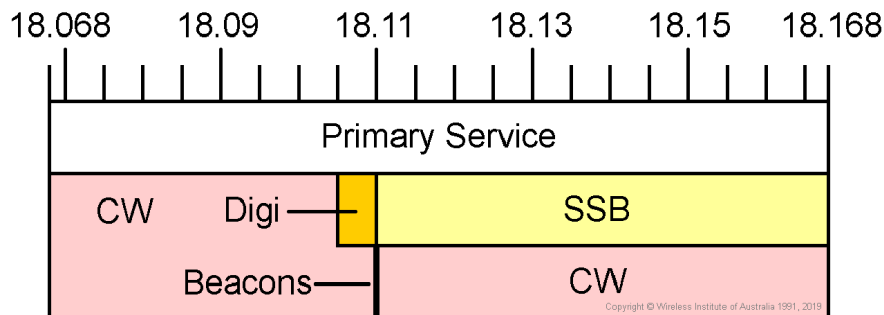 18.068 18.09 18.11 18.13 18.15 18.168
Primary Service
CW Digi SSB
Beacons CW
Copyright © Wireless Institute of Australia 1991, 2019